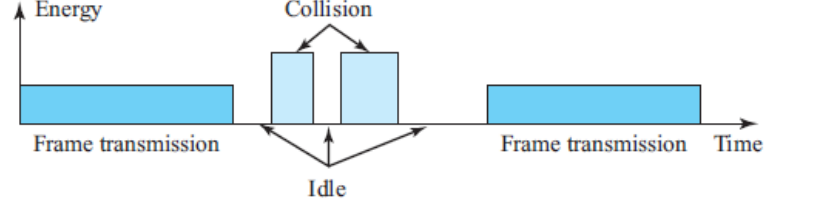 Energy
Collision
Frame transmission
Frame transmission
Time
Idle